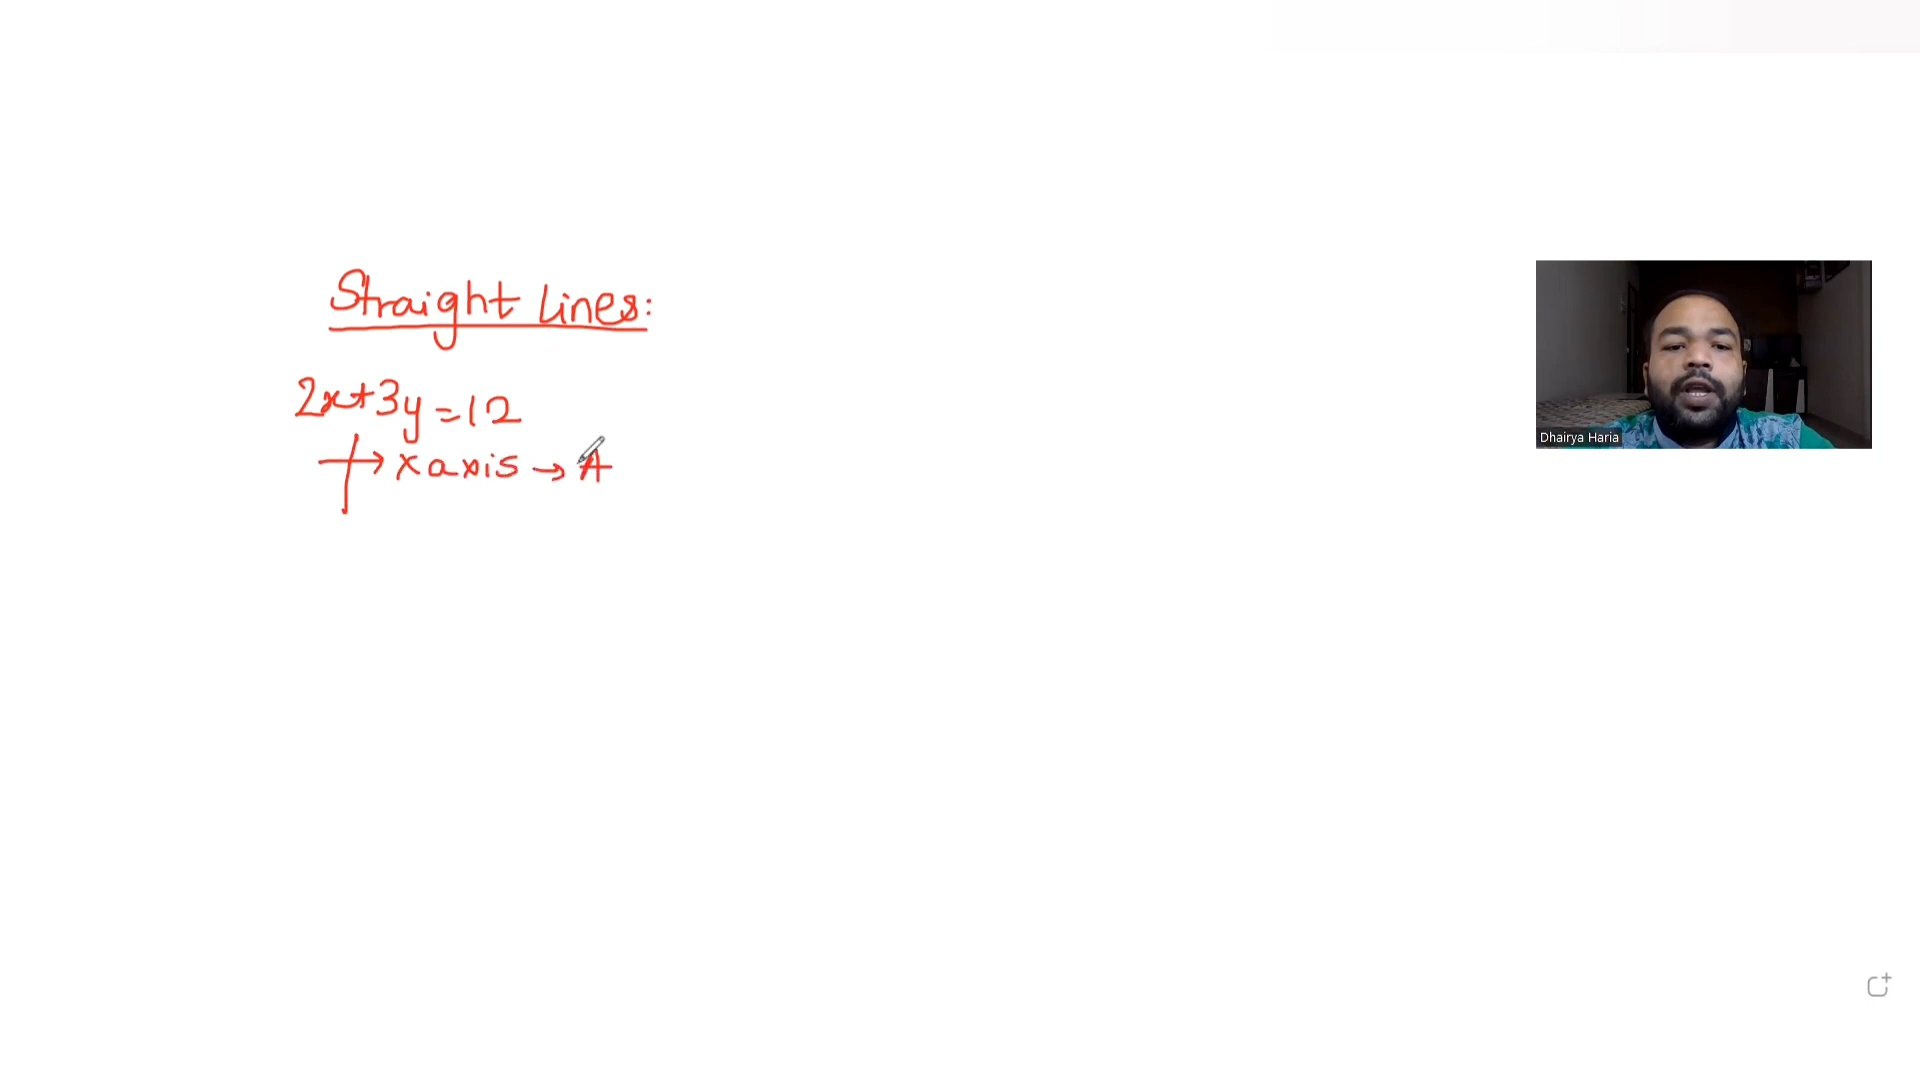 Straight Lines:
2x+3y=12
x axis → A
Dhairya Haria